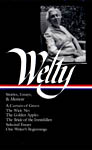 Welty
Stories, Essays,
& Memoir
A Curtain of Green
The Wide Net
The Golden Apples
The Bride of the Innisfallen
Selected Essays
One Writer's Beginnings